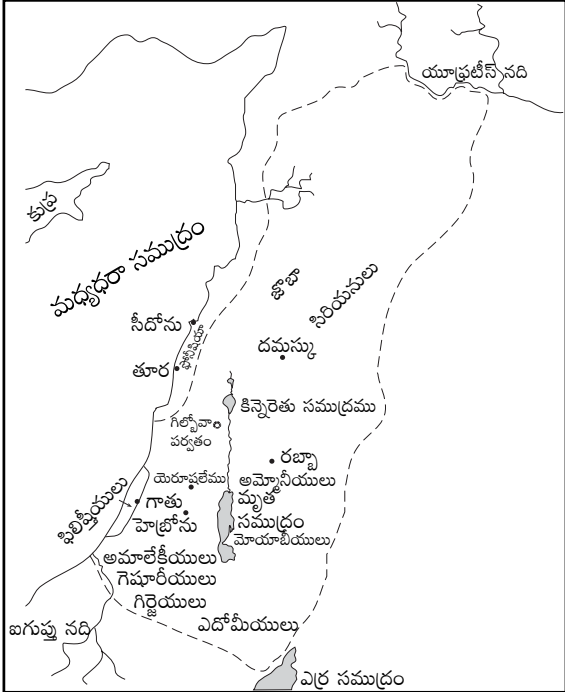 యూఫ్రటీస్ నది
కుప్ర
మధ్యధరా సముద్రం
జ్జొబా
సిరియనులు
సీదోను
ఫోనీషియా
దమస్కు
తూర
కిన్నెరెతు సముద్రము
గిల్బోవా
పర్వతం
రబ్బా
అమ్మోనీయులు
యెరూషలేము
మృత
సముద్రం
గాతు
హెబ్రోను
ఫిలిష్తీయులు
మోయాబీయులు
అమాలేకీయులు
గెషూరీయులు
గిర్జెయులు
ఎదోమీయులు
ఐగుప్తు నది
ఎర్ర సముద్రం